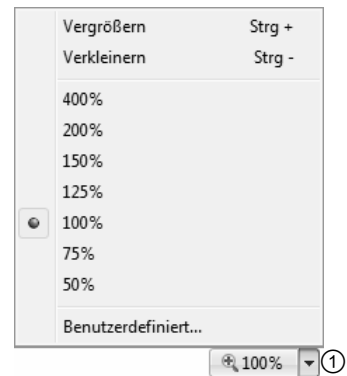 Vergrößern Strg +
Verkleinern Strg -
400%
200%
150%
125%
100%
75%
50%
Benutzerdefiniert...
100% ①